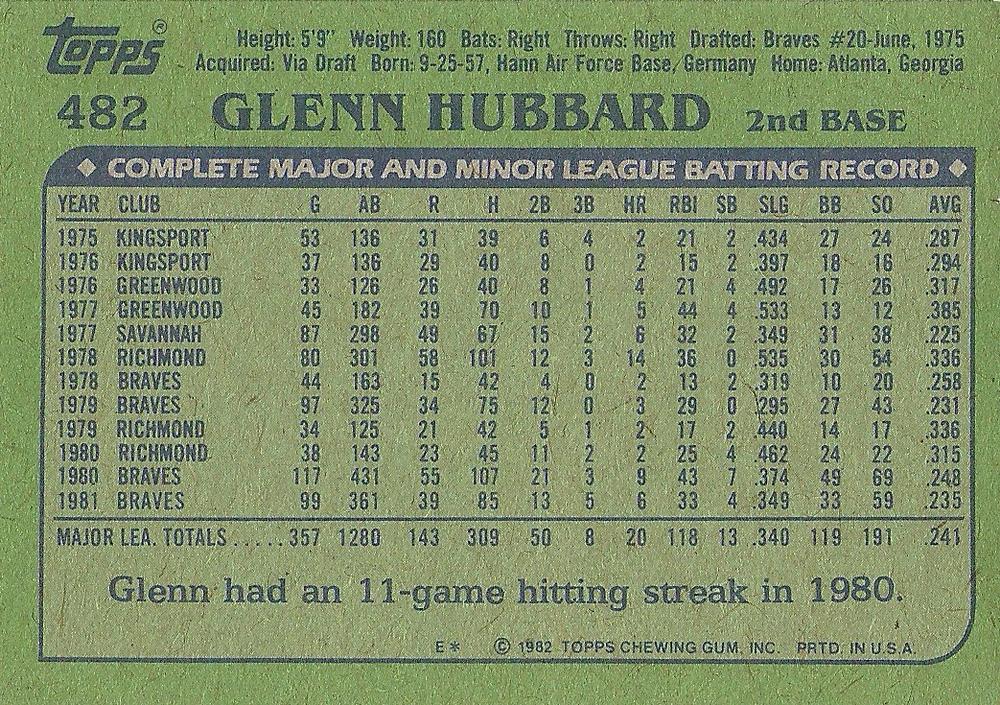 Topps®
Height: 5'9" Weight: 160 Bats: Right Throws: Right Drafted: Braves #20-June, 1975
Acquired: Via Draft Born: 9-25-57, Hann Air Force Base, Germany Home: Atlanta, Georgia
482 GLENN HUBBARD 2nd BASE
◆ COMPLETE MAJOR AND MINOR LEAGUE BATTING RECORD ◆
YEAR CLUB G AB R H 2B 3B HR RBI SB SLG BB SO AVG
1975 KINGSPORT 53 136 31 39 6 4 2 21 2 .434 27 24 .287
1976 KINGSPORT 37 136 29 40 8 0 2 15 2 .397 18 16 .294
1976 GREENWOOD 33 126 26 40 8 1 4 21 4 .492 17 26 .317
1977 GREENWOOD 45 182 39 70 10 1 5 44 4 .533 13 12 .385
1977 SAVANNAH 87 298 49 67 15 2 6 32 2 .349 31 38 .225
1978 RICHMOND 80 301 58 101 12 3 14 36 0 .535 30 54 .336
1978 BRAVES 44 163 15 42 4 0 2 13 2 .319 10 20 .258
1979 BRAVES 97 325 34 75 12 0 3 29 0 .295 27 43 .231
1979 RICHMOND 34 125 21 42 5 1 2 17 2 .440 14 17 .336
1980 RICHMOND 38 143 23 45 11 2 2 25 4 .462 24 22 .315
1980 BRAVES 117 431 55 107 21 3 9 43 7 .374 49 69 .248
1981 BRAVES 99 361 39 85 13 5 6 33 4 .349 33 59 .235
MAJOR LEA. TOTALS.....357 1280 143 309 50 8 20 118 13 .340 119 191 .241
Glenn had an 11-game hitting streak in 1980.
E* © 1982 TOPPS CHEWING GUM, INC. PRTD. IN U.S.A.